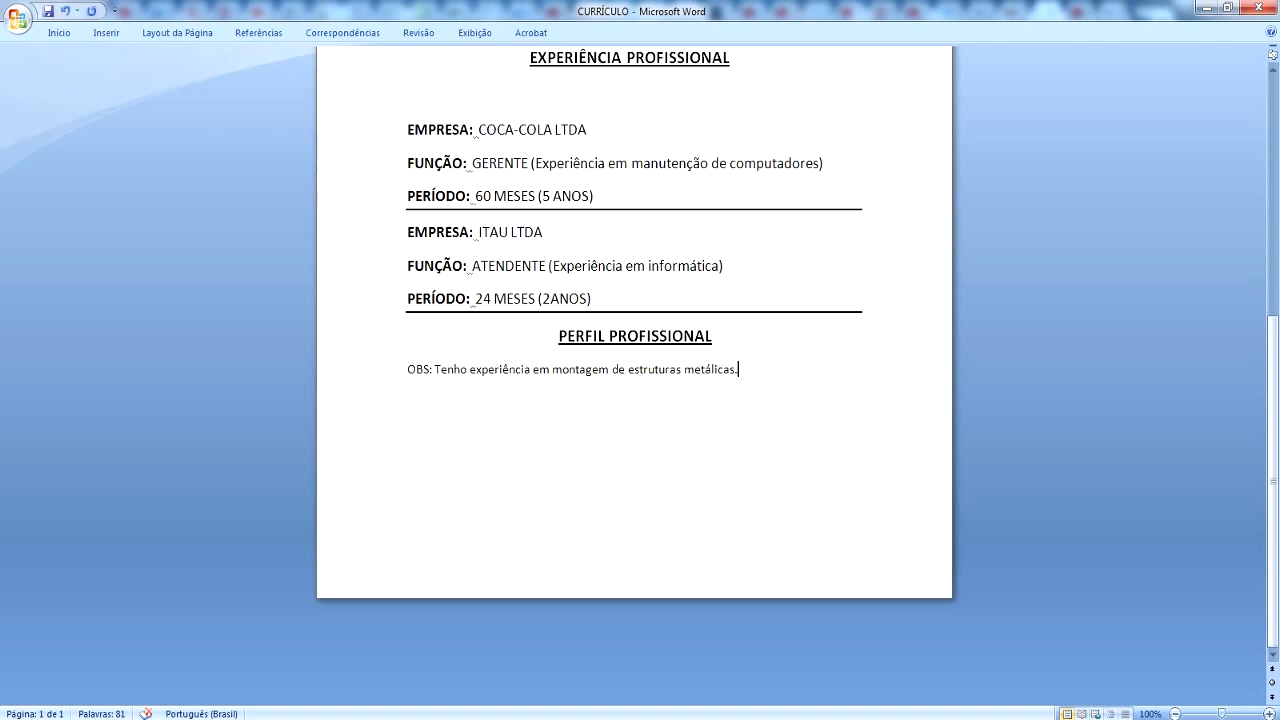 CURRÍCULO - Microsoft Word
Início Inserir Layout da Página Referências Correspondências Revisão Exibição Acrobat
EXPERIÊNCIA PROFISSIONAL
EMPRESA: COCA-COLA LTDA
FUNÇÃO: GERENTE (Experiência em manutenção de computadores)
PERÍODO: 60 MESES (5 ANOS)
EMPRESA: ITAU LTDA
FUNÇÃO: ATENDENTE (Experiência em informática)
PERÍODO: 24 MESES (2ANOS)
PERFIL PROFISSIONAL
OBS: Tenho experiência em montagem de estruturas metálicas.
Página: 1 de 1 Palavras: 81 Português (Brasil) 100%